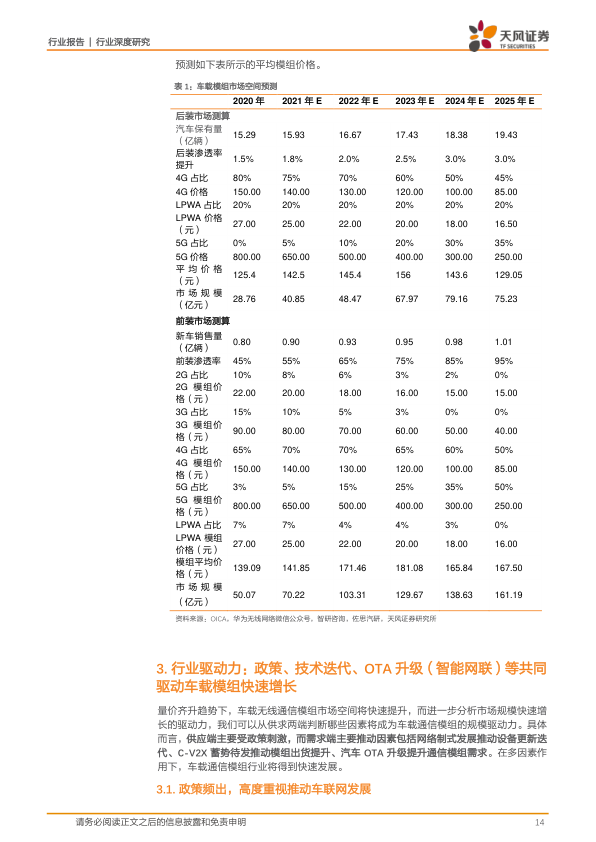 行业报告 | 行业深度研究
天风证券
TF SECURITIES
预测如下表所示的平均模组价格。
表 1：车载模组市场空间预测
2020 年 2021 年 E 2022 年 E 2023 年 E 2024 年 E 2025 年 E
后装市场测算
汽车保有量（亿辆） 15.29 15.93 16.67 17.43 18.38 19.43
后装渗透率提升 1.5% 1.8% 2.0% 2.5% 3.0% 3.0%
4G 占比 80% 75% 70% 60% 50% 45%
4G 价格 150.00 140.00 130.00 120.00 100.00 85.00
LPWA 占比 20% 20% 20% 20% 20% 20%
LPWA 价格（元） 27.00 25.00 22.00 20.00 18.00 16.50
5G 占比 0% 5% 10% 20% 30% 35%
5G 价格 800.00 650.00 500.00 400.00 300.00 250.00
平均价格（元） 125.4 142.5 145.4 156 143.6 129.05
市场规模（亿元） 28.76 40.85 48.47 67.97 79.16 75.23
前装市场测算
新车销售量（亿辆） 0.80 0.90 0.93 0.95 0.98 1.01
前装渗透率 45% 55% 65% 75% 85% 95%
2G 占比 10% 8% 6% 3% 2% 0%
2G 模组价格（元） 22.00 20.00 18.00 16.00 15.00 15.00
3G 占比 15% 10% 5% 3% 0% 0%
3G 模组价格（元） 90.00 80.00 70.00 60.00 50.00 40.00
4G 占比 65% 70% 70% 65% 60% 50%
4G 模组价格（元） 150.00 140.00 130.00 120.00 100.00 85.00
5G 占比 3% 5% 15% 25% 35% 50%
5G 模组价格（元） 800.00 650.00 500.00 400.00 300.00 250.00
LPWA 占比 7% 7% 4% 4% 3% 0%
LPWA 模组价格（元） 27.00 25.00 22.00 20.00 18.00 16.00
模组平均价格（元） 139.09 141.85 171.46 181.08 165.84 167.50
市场规模（亿元） 50.07 70.22 103.31 129.67 138.63 161.19
资料来源：OICA，华为无线网络微信公众号，智研咨询，佐思汽研，天风证券研究所
3. 行业驱动力：政策、技术迭代、OTA 升级（智能网联）等共同
驱动车载模组快速增长
量价齐升趋势下，车载无线通信模组市场空间将快速提升，而进一步分析市场规模快速增
长的驱动力，我们可以从供求两端判断哪些因素将成为车载通信模组的规模驱动力。具体
而言，供应端主要受政策刺激，而需求端主要推动因素包括网络制式发展推动设备更新迭
代、C-V2X 蓄势待发推动模组出货提升、汽车 OTA 升级提升通信模组需求。在多因素作
用下，车载通信模组行业将得到快速发展。
3.1. 政策频出，高度重视推动车联网发展
请务必阅读正文之后的信息披露和免责申明 14